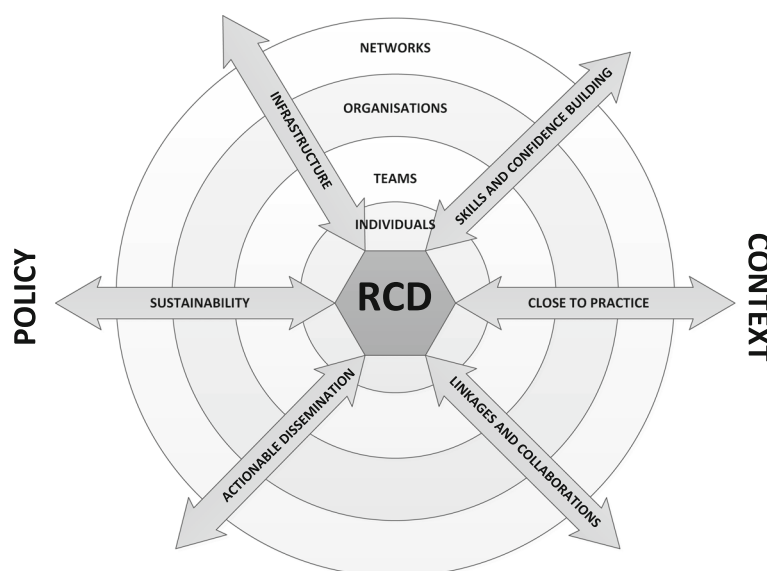 NETWORKS
ORGANISATIONS
TEAMS
INDIVIDUALS
INFRASTRUCTURE
SKILLS AND CONFIDENCE BUILDING
POLICY
SUSTAINABILITY
RCD
CLOSE TO PRACTICE
CONTEXT
ACTIONABLE DISSEMINATION
LINKAGES AND COLLABORATIONS